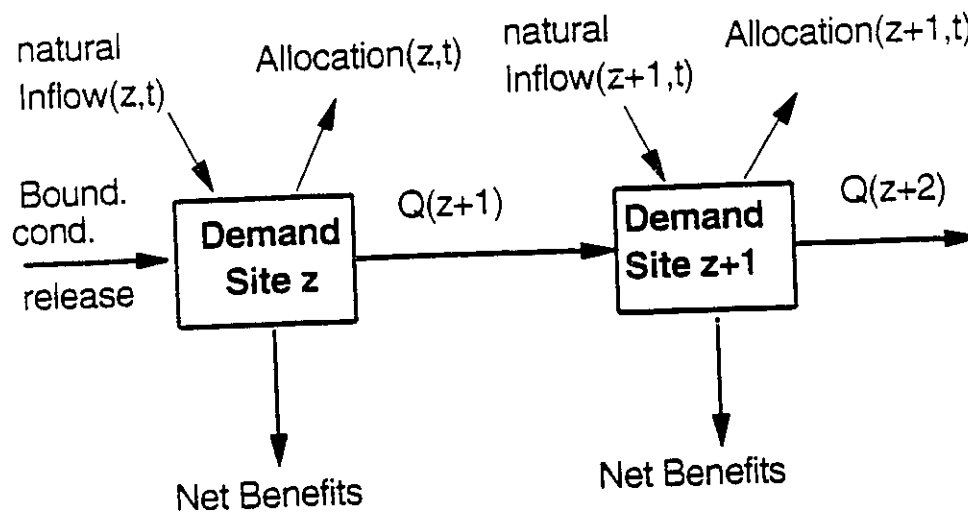 natural
Inflow(z,t)
Allocation(z,t)
natural
Inflow(z+1,t)
Allocation(z+1,t)
Bound.
cond.
release
Demand
Site z
Q(z+1)
Demand
Site z+1
Q(z+2)
Net Benefits
Net Benefits